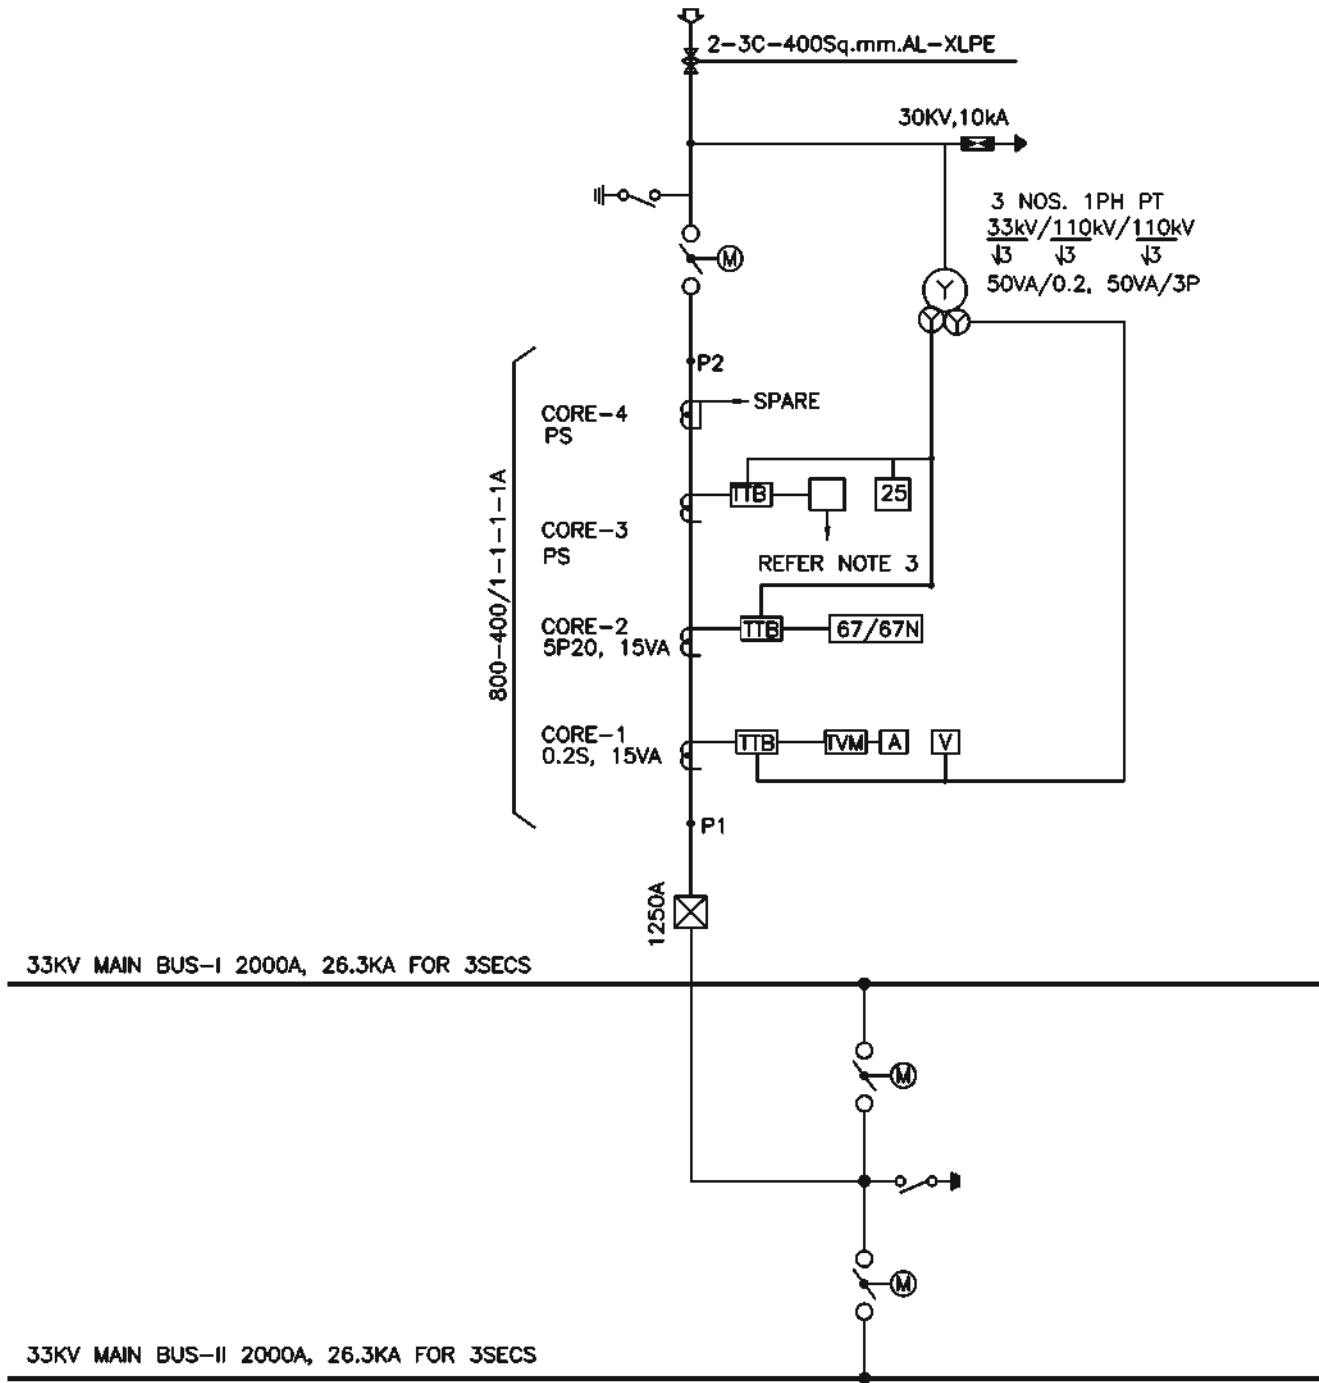 2-3C-400Sq.mm.AL-XLPE
30KV,10kA
3 NOS. 1PH PT
33kV/110kV/110kV
√3 √3 √3
50VA/0.2, 50VA/3P
M
Y
Y Y
P2
CORE-4
PS
SPARE
800-400/1-1-1-1A
TTB
25
CORE-3
PS
REFER NOTE 3
CORE-2
5P20, 15VA
TTB
67/67N
CORE-1
0.2S, 15VA
TTB
TVM
A
V
P1
1250A
33KV MAIN BUS-I 2000A, 26.3KA FOR 3SECS
M
M
33KV MAIN BUS-II 2000A, 26.3KA FOR 3SECS